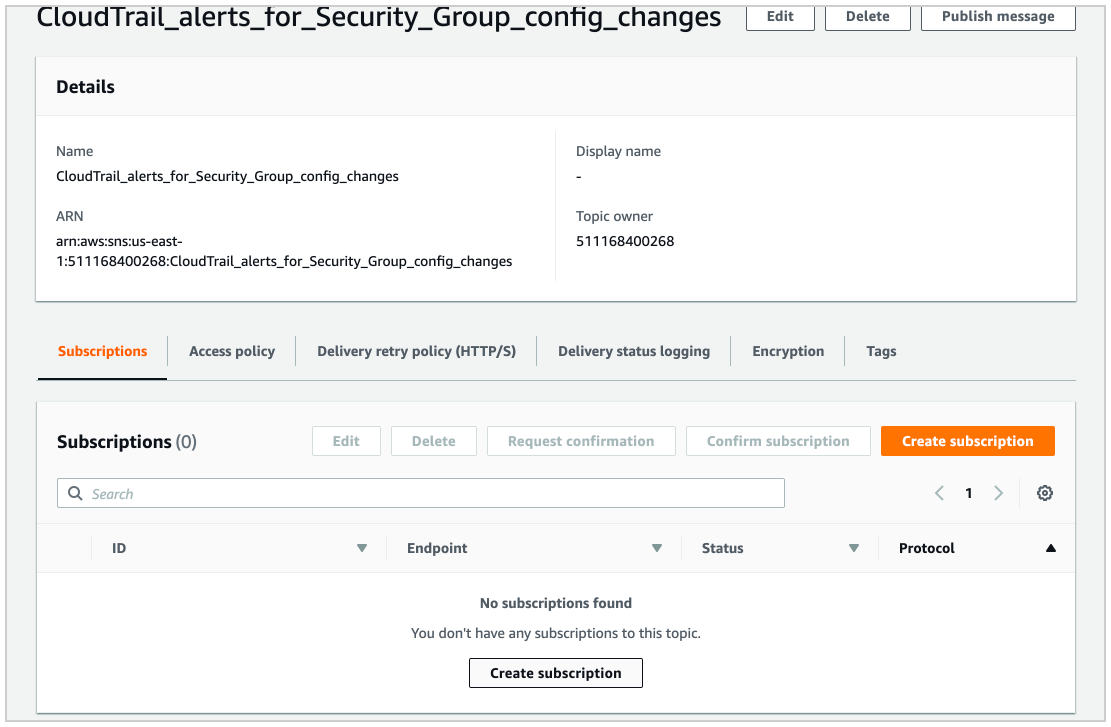 CloudTrail_alerts_for_Security_Group_config_changes
Edit
Delete
Publish message
Details
Name
CloudTrail_alerts_for_Security_Group_config_changes
Display name
-
ARN
arn:aws:sns:us-east-
1:511168400268:CloudTrail_alerts_for_Security_Group_config_changes
Topic owner
511168400268
Subscriptions
Access policy
Delivery retry policy (HTTP/S)
Delivery status logging
Encryption
Tags
Subscriptions (0)
Edit
Delete
Request confirmation
Confirm subscription
Create subscription
Search
1
ID
Endpoint
Status
Protocol
No subscriptions found
You don't have any subscriptions to this topic.
Create subscription